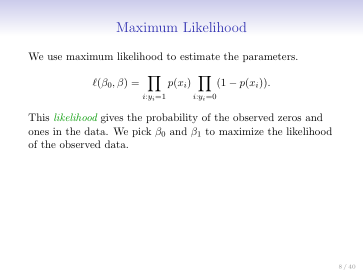 Maximum Likelihood
We use maximum likelihood to estimate the parameters.
ℓ(β₀, β) = ∏_{i:yᵢ=1} p(xᵢ) ∏_{i:yᵢ=0} (1 − p(xᵢ)).
This likelihood gives the probability of the observed zeros and
ones in the data. We pick β₀ and β₁ to maximize the likelihood
of the observed data.
8 / 40